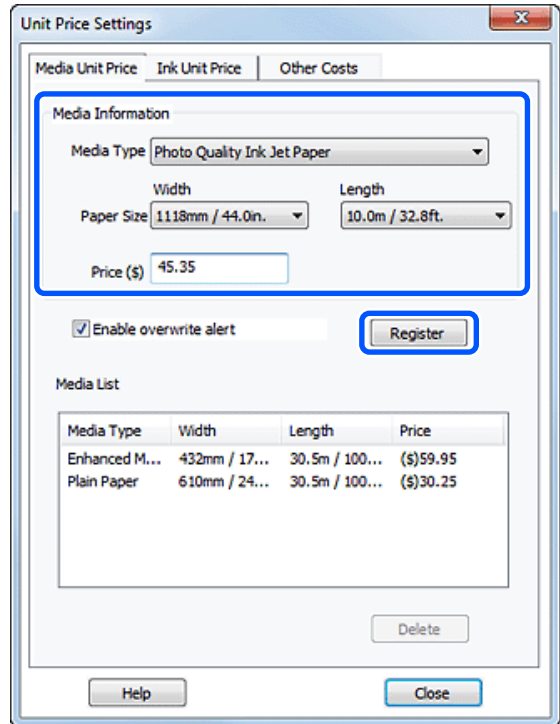 Unit Price Settings
Media Unit Price Ink Unit Price Other Costs
Media Information
Media Type Photo Quality Ink Jet Paper
Width Length
Paper Size 1118mm / 44.0in. 10.0m / 32.8ft.
Price ($) 45.35
Enable overwrite alert Register
Media List
Media Type Width Length Price
Enhanced M... 432mm / 17... 30.5m / 100... ($)59.95
Plain Paper 610mm / 24... 30.5m / 100... ($)30.25
Delete
Help Close